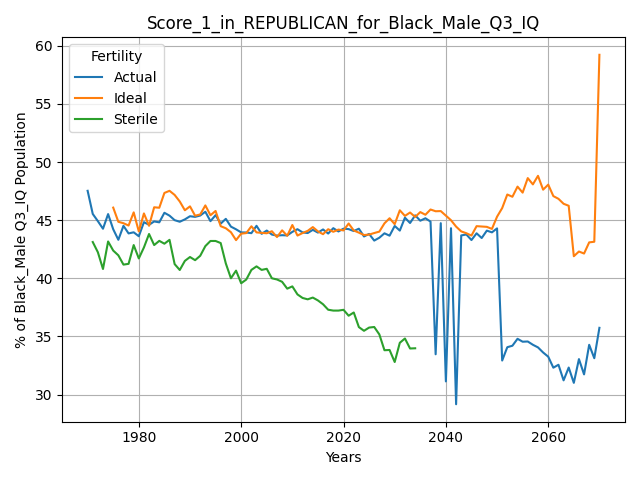 Score_1_in_REPUBLICAN_for_Black_Male_Q3_IQ
% of Black_Male Q3_IQ Population
60
55
50
45
40
35
30
Fertility
Actual
Ideal
Sterile
1980 2000 2020 2040 2060
Years